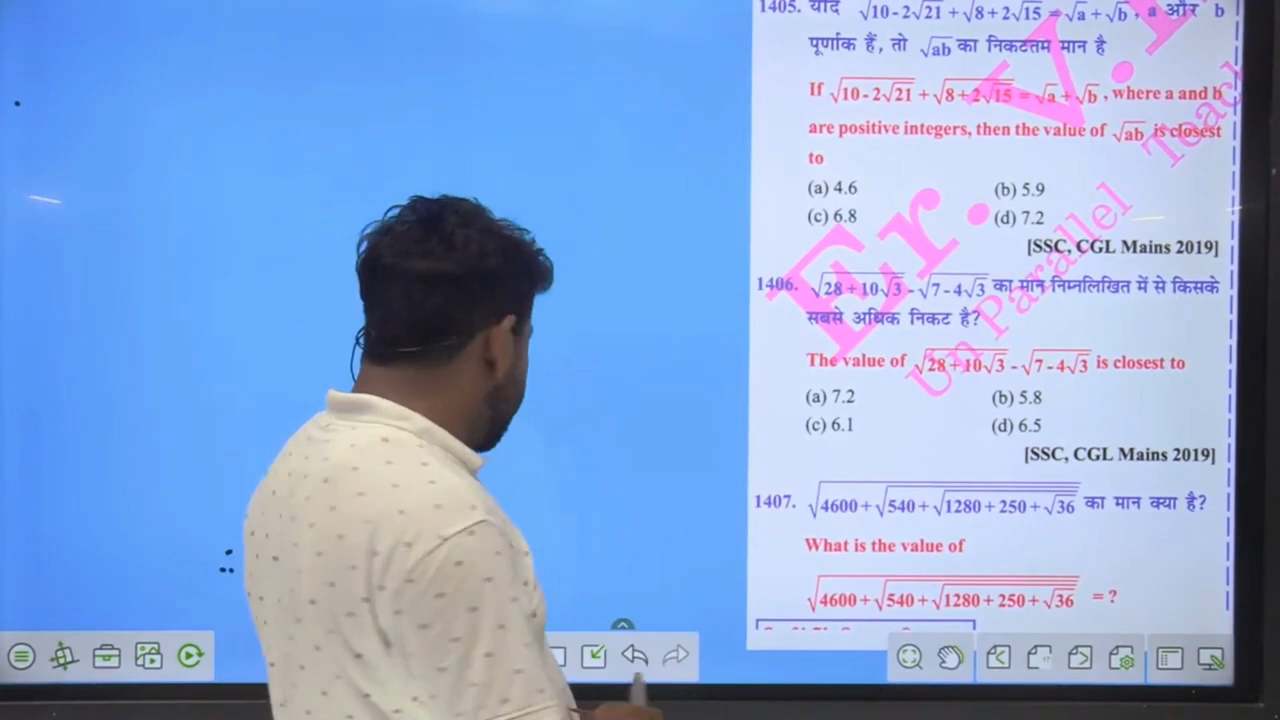 1405. यदि √10-2√21 + √8+2√15 = √a + √b , a और b
पूर्णांक हैं, तो √ab का निकटतम मान है
If √10-2√21 + √8+2√15 = √a + √b , where a and b
are positive integers, then the value of √ab is closest
to
(a) 4.6 (b) 5.9
(c) 6.8 (d) 7.2
[SSC, CGL Mains 2019]
1406. √28+10√3 - √7-4√3 का मान निम्नलिखित में से किसके
सबसे अधिक निकट है?
The value of √28+10√3 - √7-4√3 is closest to
(a) 7.2 (b) 5.8
(c) 6.1 (d) 6.5
[SSC, CGL Mains 2019]
1407. √4600+√540+√1280+250+√36 का मान क्या है?
What is the value of
√4600+√540+√1280+250+√36 = ?
Er. V.
Un Parallel Teach